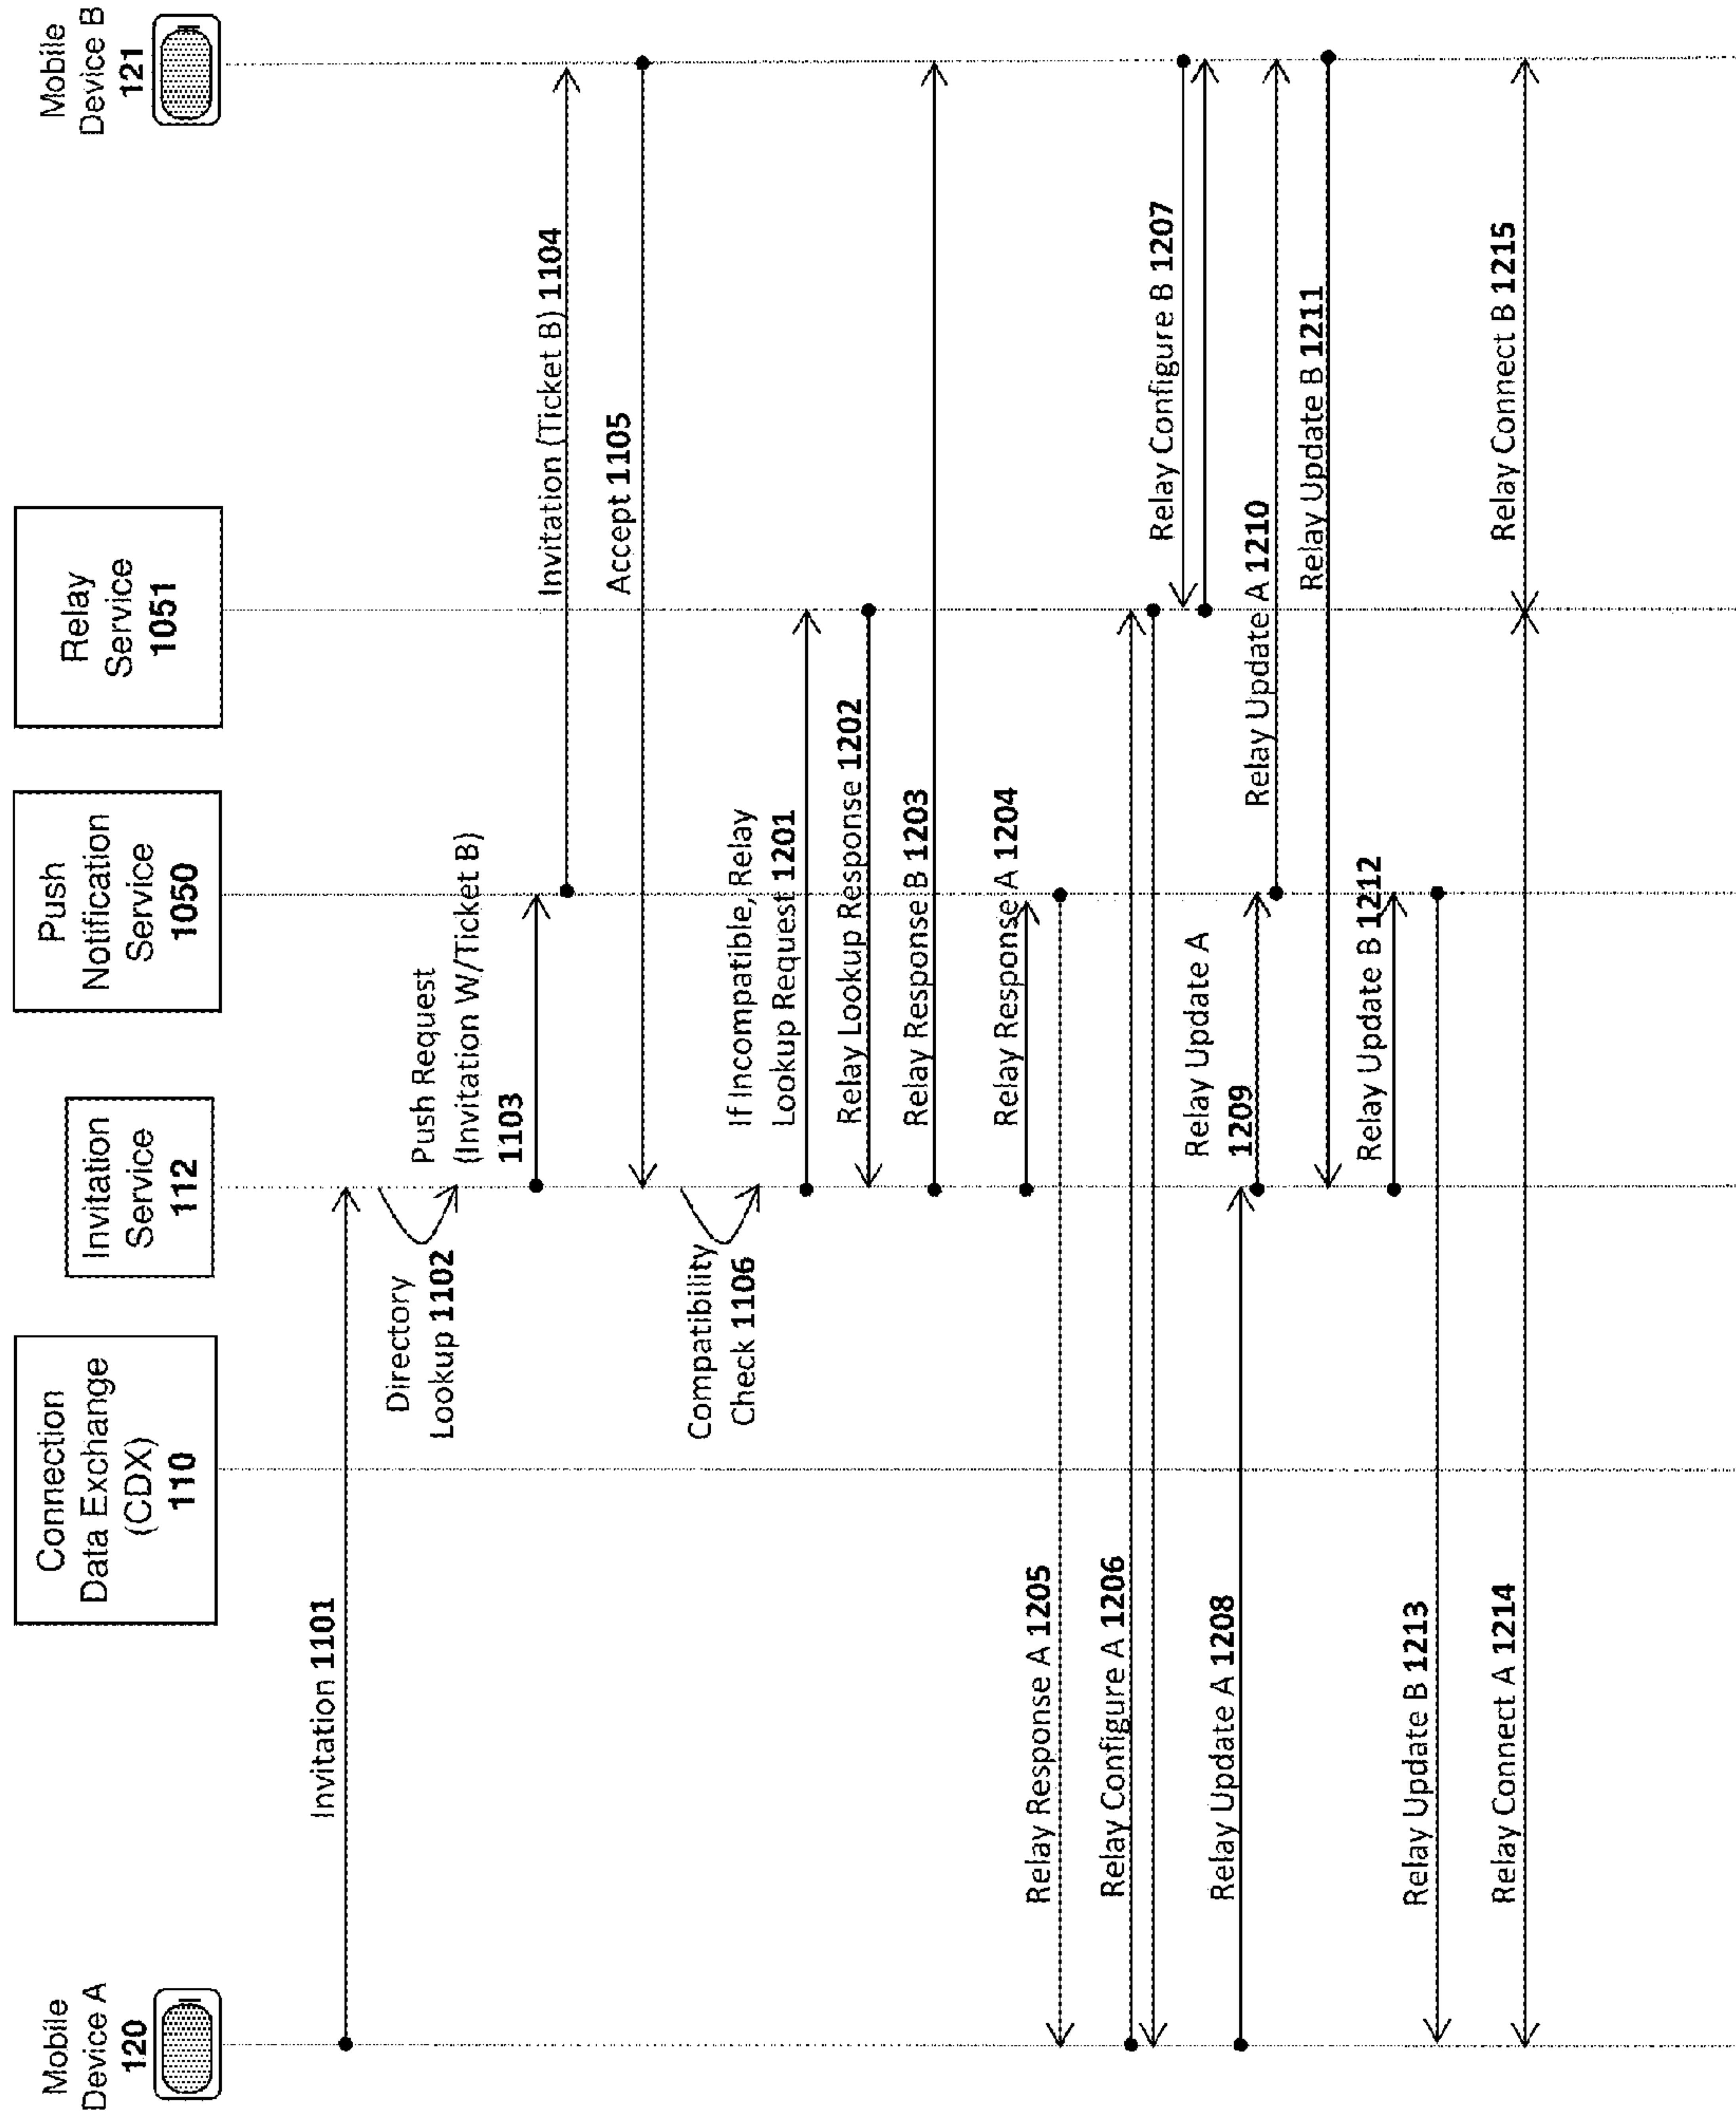 Mobile
Device A
120
Connection
Data Exchange
(CDX)
110
Invitation
Service
112
Push
Notification
Service
1050
Relay
Service
1051
Mobile
Device B
121
Invitation 1101
Directory
Lookup 1102
Push Request
(Invitation W/Ticket B)
1103
Invitation (Ticket B) 1104
Accept 1105
Compatibility
Check 1106
If Incompatible, Relay
Lookup Request 1201
Relay Lookup Response 1202
Relay Response B 1203
Relay Response A 1204
Relay Response A 1205
Relay Configure A 1206
Relay Configure B 1207
Relay Update A 1208
Relay Update A
1209
Relay Update A 1210
Relay Update B 1211
Relay Update B 1212
Relay Update B 1213
Relay Connect A 1214
Relay Connect B 1215